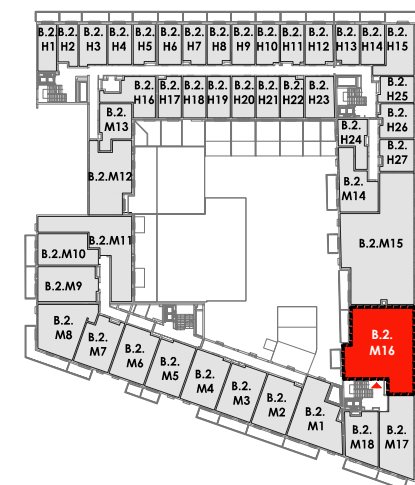 B.2.
H1
B.2.
H2
B.2.
H3
B.2.
H4
B.2.
H5
B.2.
H6
B.2.
H7
B.2.
H8
B.2.
H9
B.2.
H10
B.2.
H11
B.2.
H12
B.2.
H13
B.2.
H14
B.2.
H15
B.2.
H16
B.2.
H17
B.2.
H18
B.2.
H19
B.2.
H20
B.2.
H21
B.2.
H22
B.2.
H23
B.2.
H25
B.2.
H26
B.2.
M13
B.2.
H24
B.2.
H27
B.2.M12
B.2.
M14
B.2.M11
B.2.M10
B.2.M15
B.2.M9
B.2.
M8
B.2.
M7
B.2.
M6
B.2.
M5
B.2.
M4
B.2.
M3
B.2.
M2
B.2.
M1
B.2.
M16
B.2.
M18
B.2.
M17